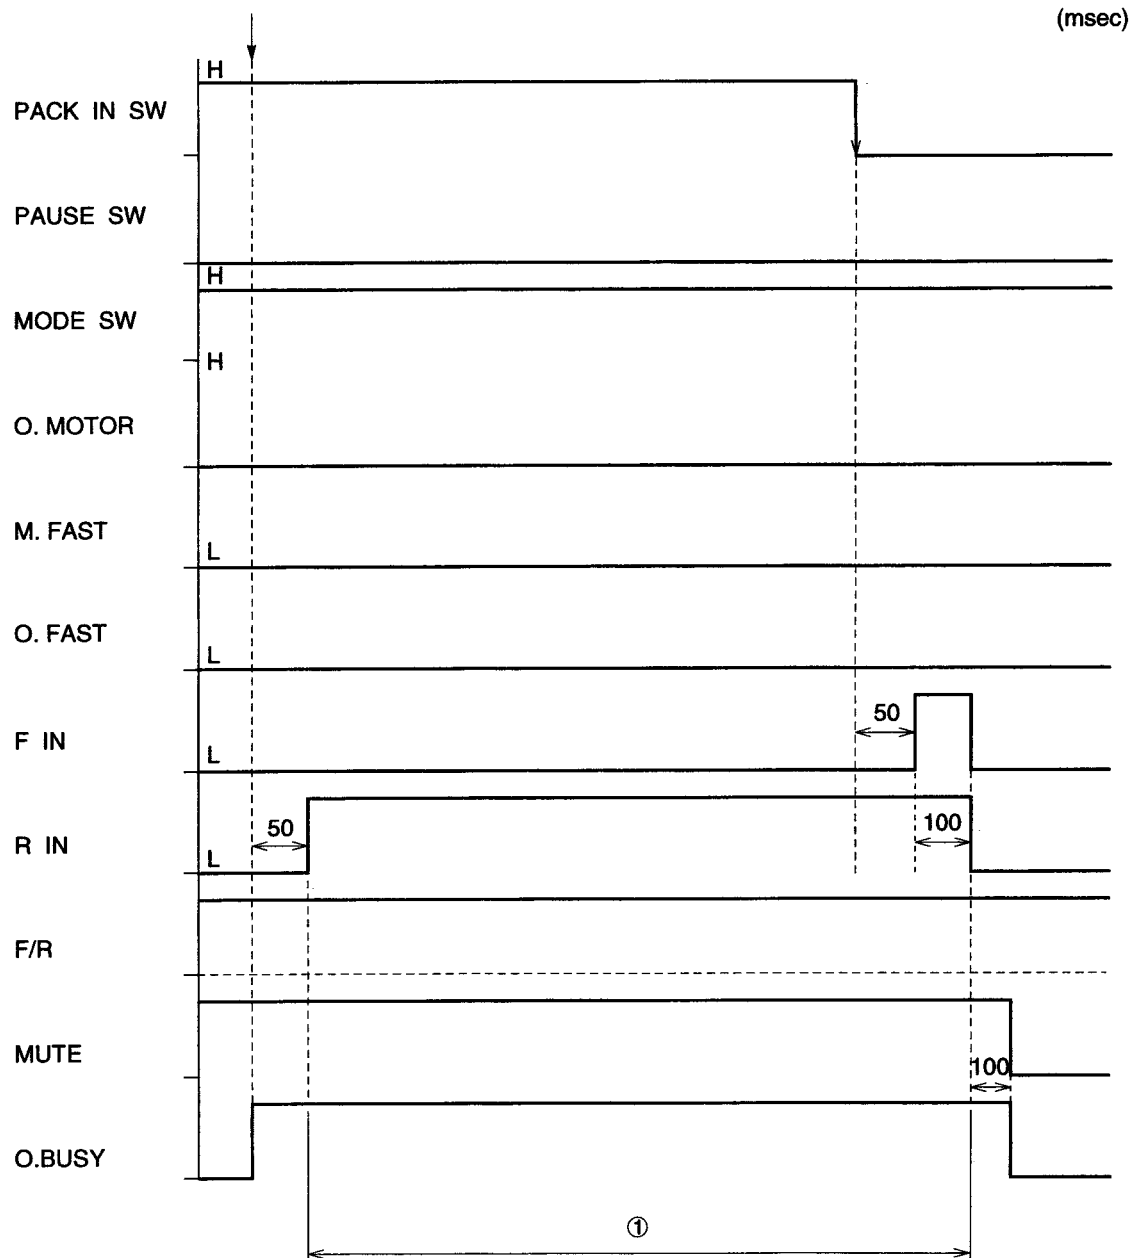 (msec)
H
PACK IN SW
PAUSE SW
H
MODE SW
H
O. MOTOR
M. FAST
L
O. FAST
L
50
F IN
L
50
100
R IN
L
F/R
MUTE
100
O.BUSY
①